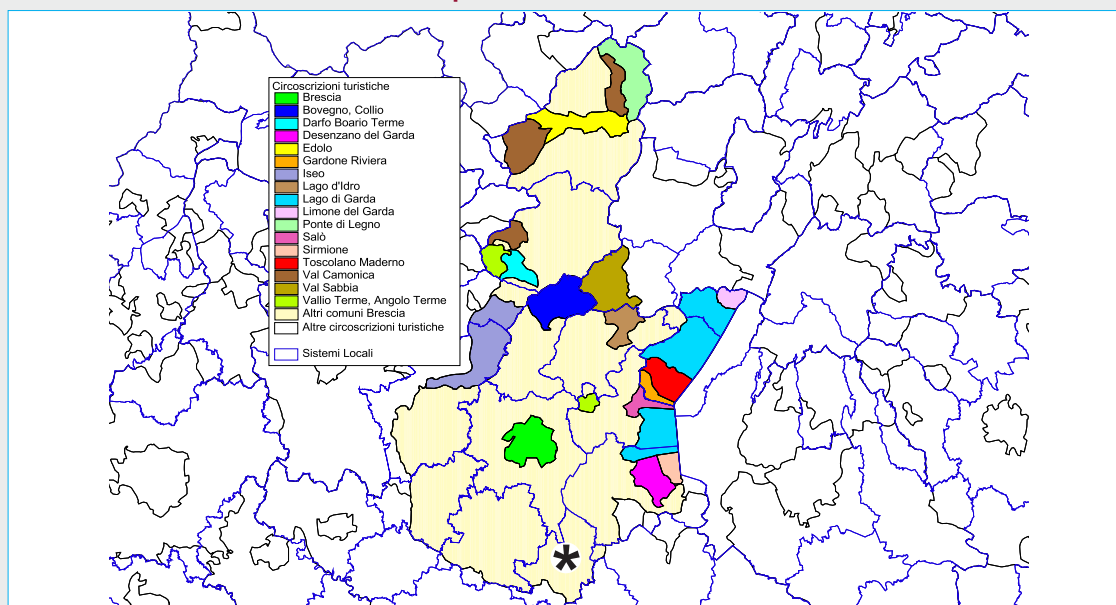 Circoscrizioni turistiche
Brescia
Bovegno, Collio
Darfo Boario Terme
Desenzano del Garda
Edolo
Gardone Riviera
Iseo
Lago d'Idro
Lago di Garda
Limone del Garda
Ponte di Legno
Salò
Sirmione
Toscolano Maderno
Val Camonica
Val Sabbia
Vallio Terme, Angolo Terme
Altri comuni Brescia
Altre circoscrizioni turistiche
Sistemi Locali
*